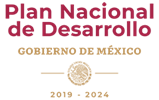 Plan Nacional
de Desarrollo
GOBIERNO DE MÉXICO
2019 - 2024